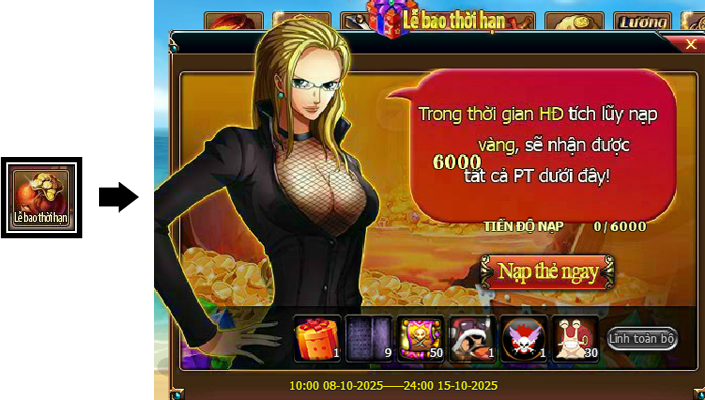 Lễ bao thời hạn
Lương
X
Trong thời gian HĐ tích lũy nạp
6000 vàng, sẽ nhận được
tất cả PT dưới đây!
TIẾN ĐỘ NẠP 0/6000
Nạp thẻ ngay
Lễ bao thời hạn
1 9 50 1 1 30 Lĩnh toàn bộ
10:00 08-10-2025——24:00 15-10-2025